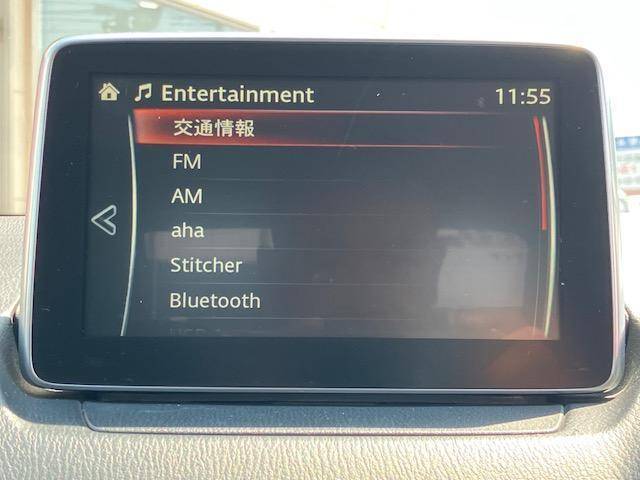 Entertainment 11:55
交通情報
FM
AM
aha
Stitcher
Bluetooth